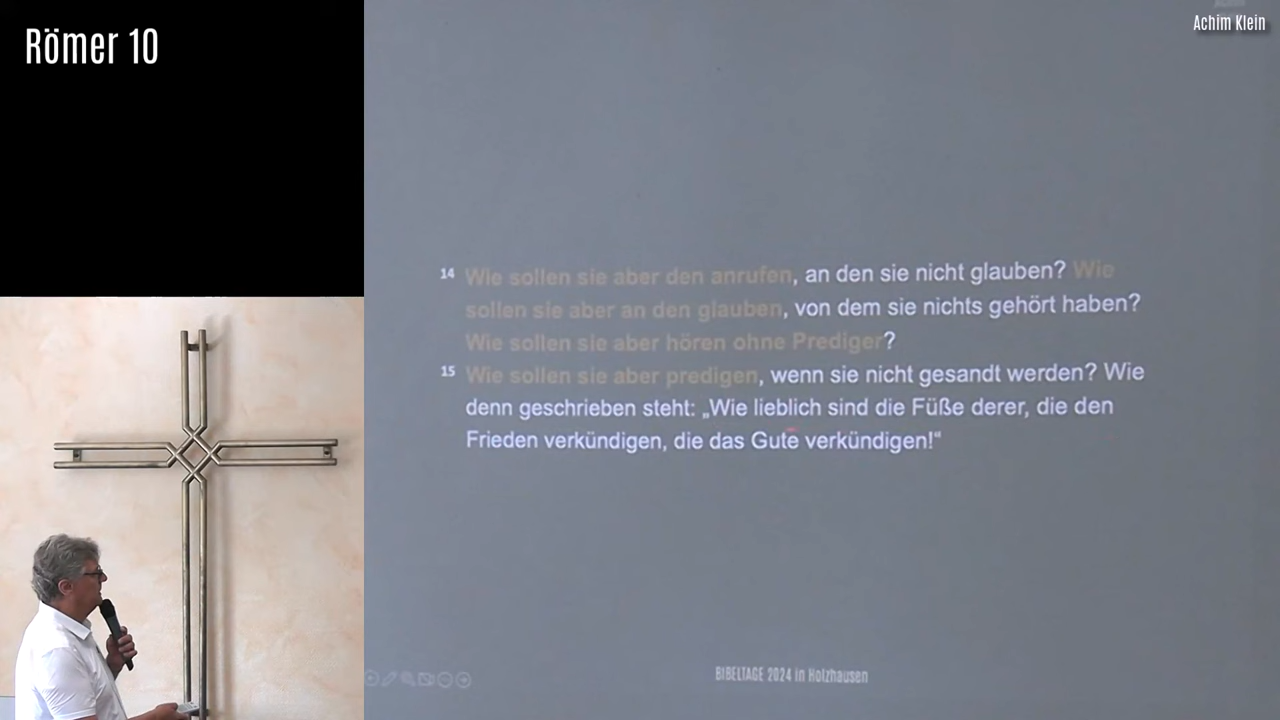 Römer 10
Achim Klein
14 Wie sollen sie aber den anrufen, an den sie nicht glauben? Wie
sollen sie aber an den glauben, von dem sie nichts gehört haben?
Wie sollen sie aber hören ohne Prediger?
15 Wie sollen sie aber predigen, wenn sie nicht gesandt werden? Wie
denn geschrieben steht: „Wie lieblich sind die Füße derer, die den
Frieden verkündigen, die das Gute verkündigen!“
BIBELTAGE 2024 in Holzhausen